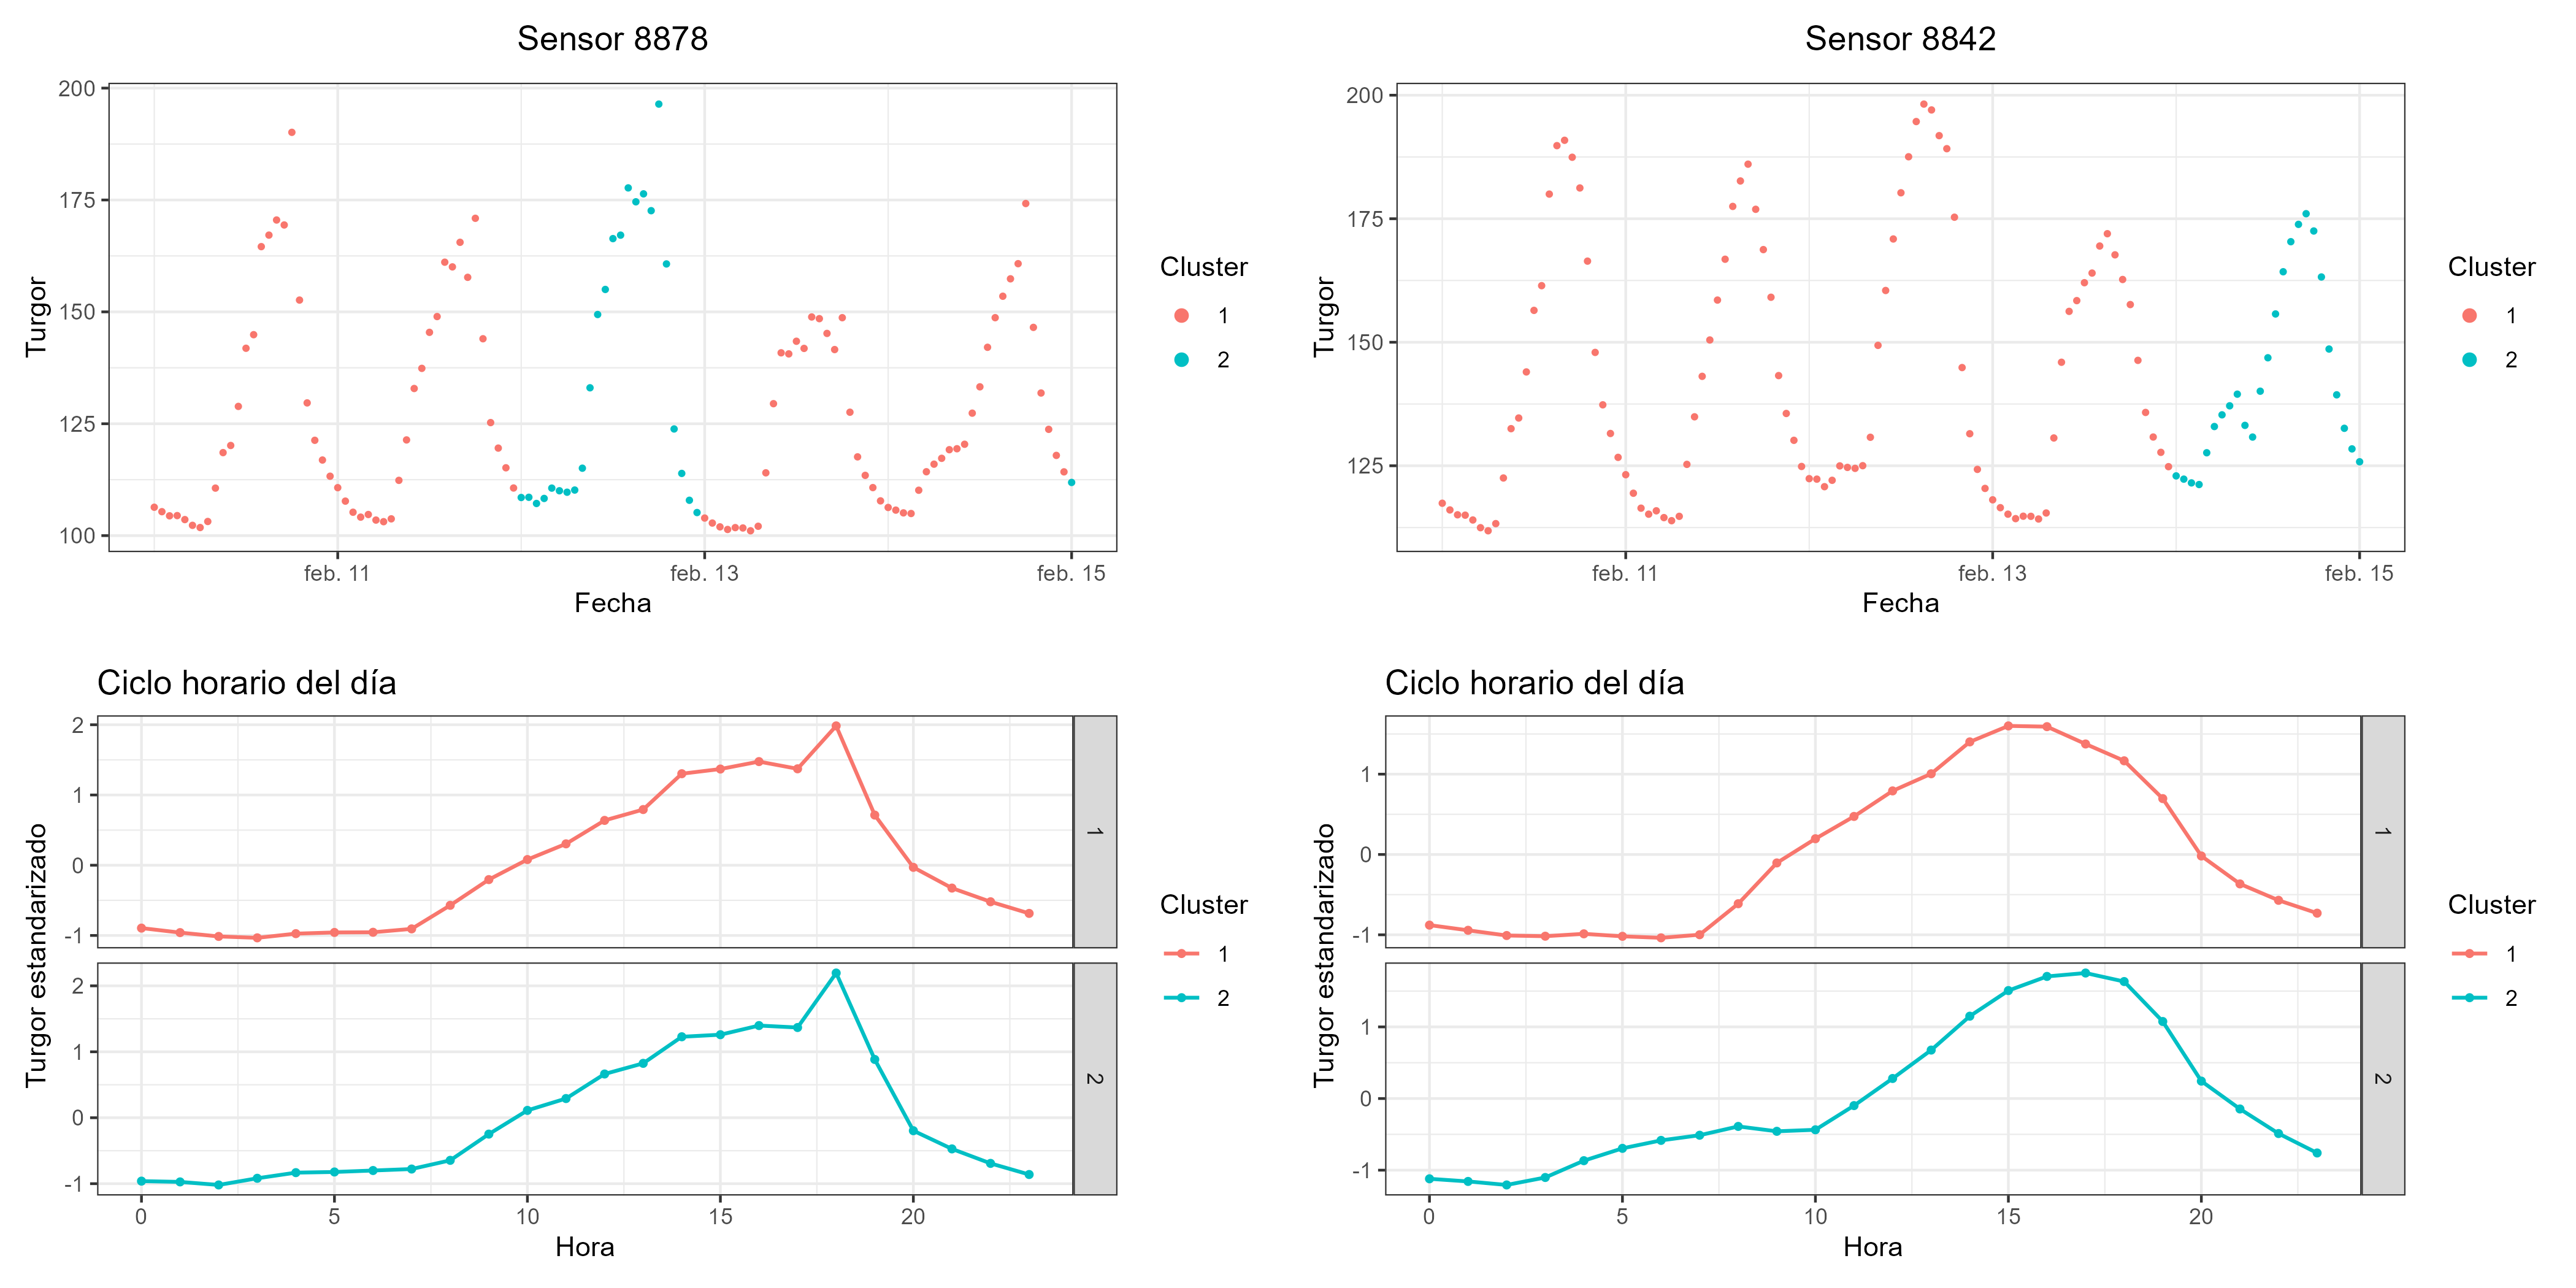 Sensor 8878
200
175
150
125
100
Turgor
feb. 11
feb. 13
feb. 15
Fecha
Cluster
1
2
Sensor 8842
200
175
150
125
Turgor
feb. 11
feb. 13
feb. 15
Fecha
Cluster
1
2
Ciclo horario del día
2
1
0
-1
1
2
1
0
-1
2
Turgor estandarizado
0
5
10
15
20
Hora
Cluster
1
2
Ciclo horario del día
1
0
-1
1
1
0
-1
2
Turgor estandarizado
0
5
10
15
20
Hora
Cluster
1
2